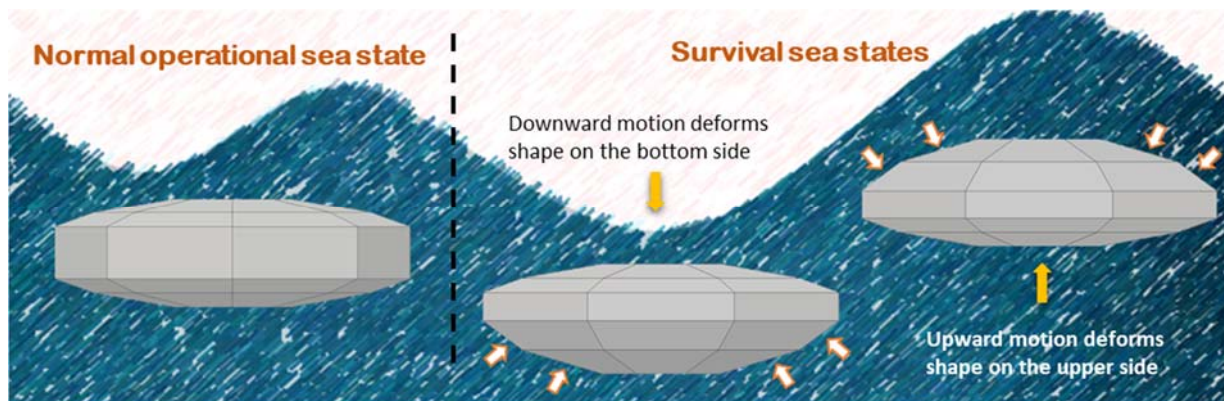 Normal operational sea state
Survival sea states
Downward motion deforms
shape on the bottom side
Upward motion deforms
shape on the upper side